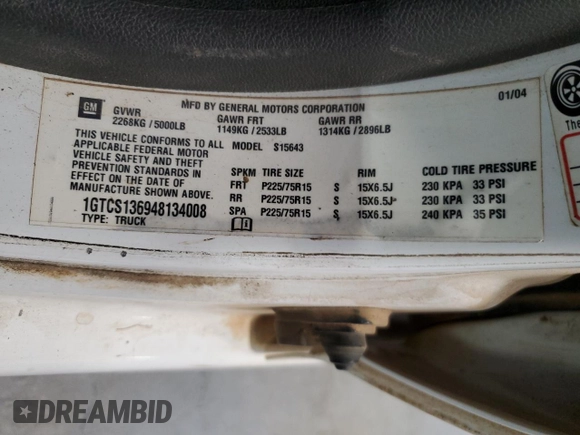 GM
MFD BY GENERAL MOTORS CORPORATION
01/04
GVWR
GAWR FRT
GAWR RR
2268KG / 5000LB
1149KG / 2533LB
1314KG / 2896LB
THIS VEHICLE CONFORMS TO ALL
APPLICABLE FEDERAL MOTOR
VEHICLE SAFETY AND THEFT
PREVENTION STANDARDS IN
EFFECT ON THE DATE OF
MANUFACTURE SHOWN ABOVE.
MODEL S15643
1GTCS136948134008
TYPE: TRUCK
SPKM TIRE SIZE RIM COLD TIRE PRESSURE
FRT P225/75R15 S 15X6.5J 230 KPA 33 PSI
RR P225/75R15 S 15X6.5J 230 KPA 33 PSI
SPA P225/75R15 S 15X6.5J 240 KPA 35 PSI
The
DREAMBID